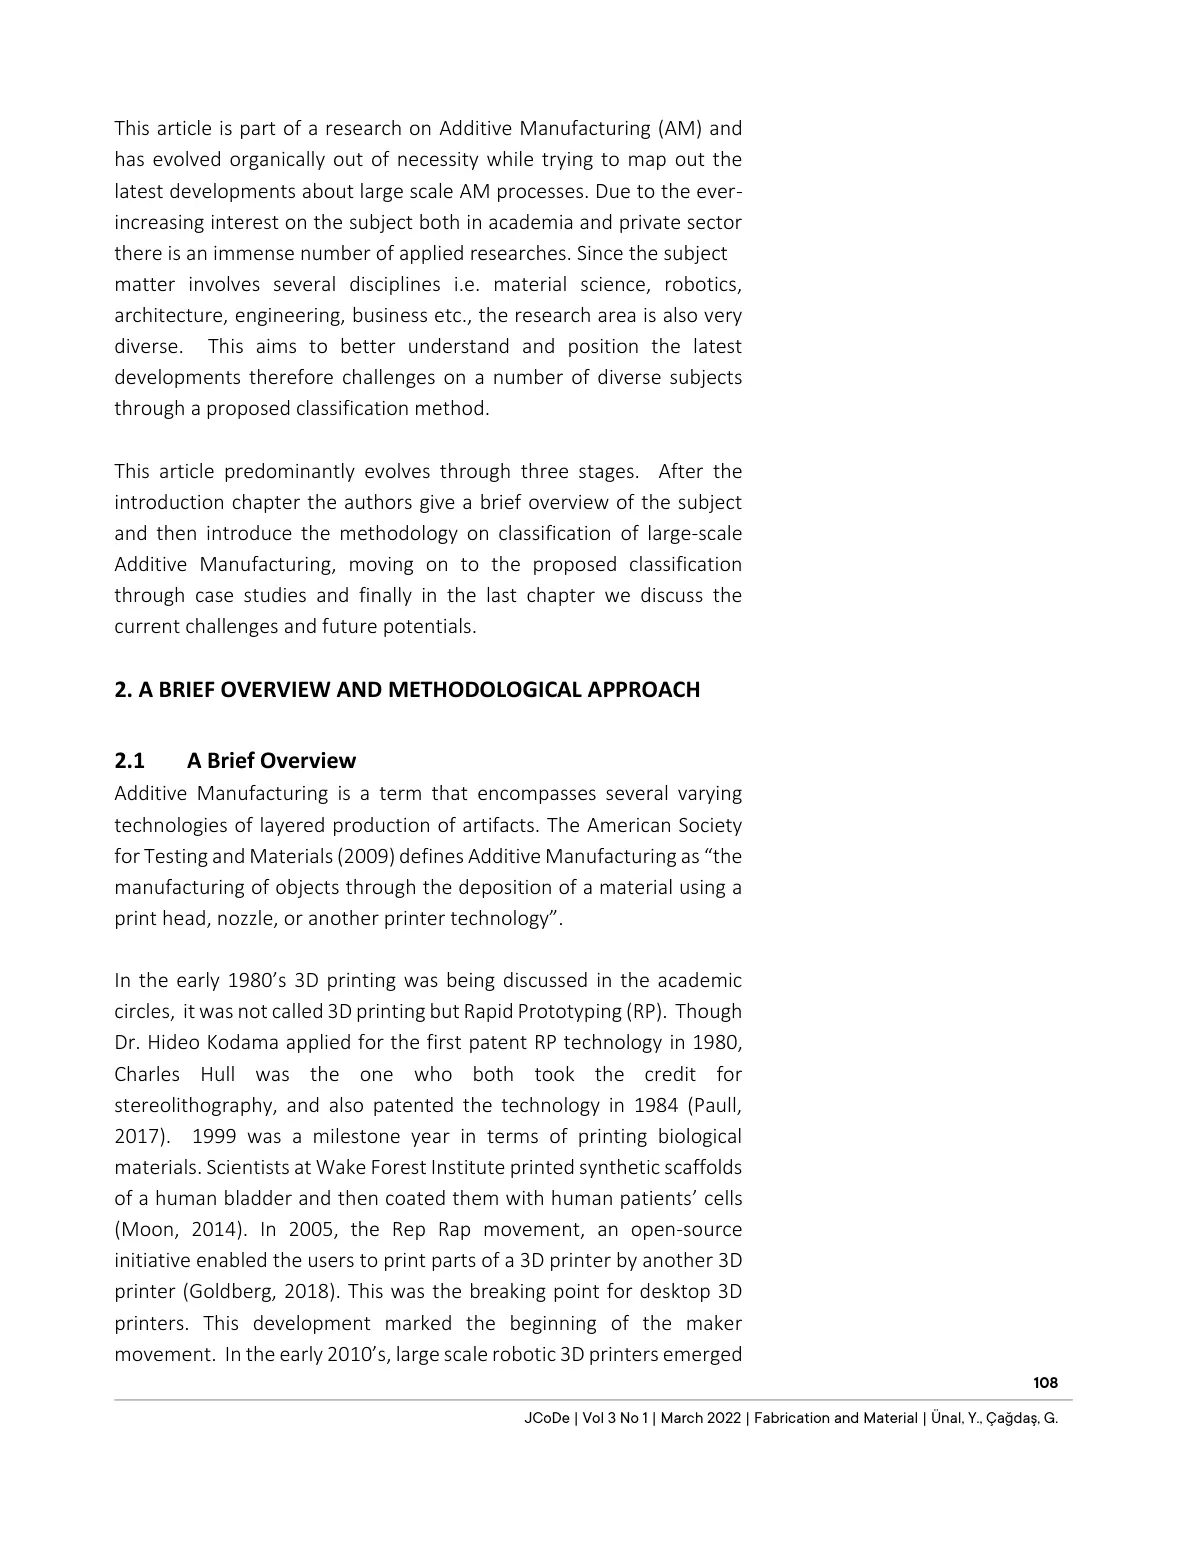 This article is part of a research on Additive Manufacturing (AM) and
has evolved organically out of necessity while trying to map out the
latest developments about large scale AM processes. Due to the ever-
increasing interest on the subject both in academia and private sector
there is an immense number of applied researches. Since the subject
matter involves several disciplines i.e. material science, robotics,
architecture, engineering, business etc., the research area is also very
diverse.  This aims to better understand and position the latest
developments therefore challenges on a number of diverse subjects
through a proposed classification method.
This article predominantly evolves through three stages.  After the
introduction chapter the authors give a brief overview of the subject
and then introduce the methodology on classification of large-scale
Additive Manufacturing, moving on to the proposed classification
through case studies and finally in the last chapter we discuss the
current challenges and future potentials.
2. A BRIEF OVERVIEW AND METHODOLOGICAL APPROACH
2.1 A Brief Overview
Additive Manufacturing is a term that encompasses several varying
technologies of layered production of artifacts. The American Society
for Testing and Materials (2009) defines Additive Manufacturing as “the
manufacturing of objects through the deposition of a material using a
print head, nozzle, or another printer technology”.
In the early 1980’s 3D printing was being discussed in the academic
circles,  it was not called 3D printing but Rapid Prototyping (RP).  Though
Dr. Hideo Kodama applied for the first patent RP technology in 1980,
Charles Hull was the one who both took the credit for
stereolithography, and also patented the technology in 1984 (Paull,
2017).  1999 was a milestone year in terms of printing biological
materials. Scientists at Wake Forest Institute printed synthetic scaffolds
of a human bladder and then coated them with human patients’ cells
(Moon, 2014). In 2005, the Rep Rap movement, an open-source
initiative enabled the users to print parts of a 3D printer by another 3D
printer (Goldberg, 2018). This was the breaking point for desktop 3D
printers. This development marked the beginning of the maker
movement.  In the early 2010’s, large scale robotic 3D printers emerged
108
JCoDe | Vol 3 No 1 | March 2022 | Fabrication and Material | Ünal, Y., Çağdaş, G.